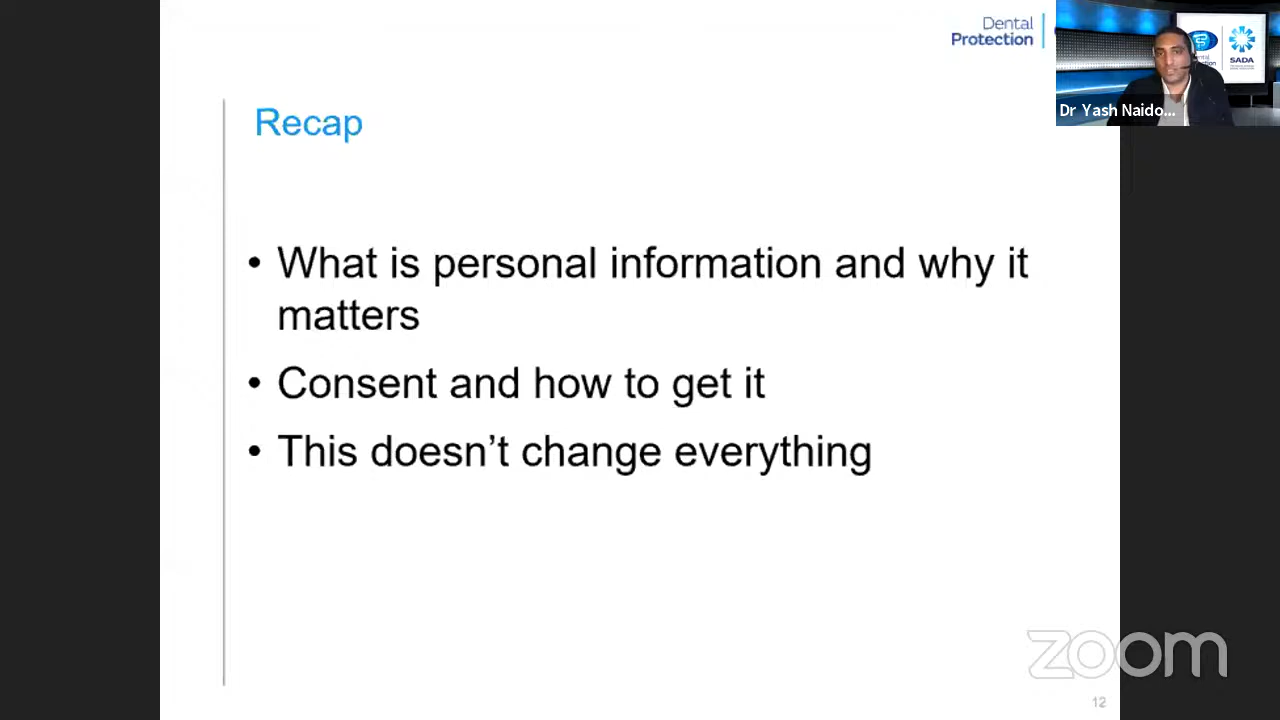 Dental
Protection
SADA
Dr Yash Naido...
Recap
• What is personal information and why it
matters
• Consent and how to get it
• This doesn’t change everything
zoom
12